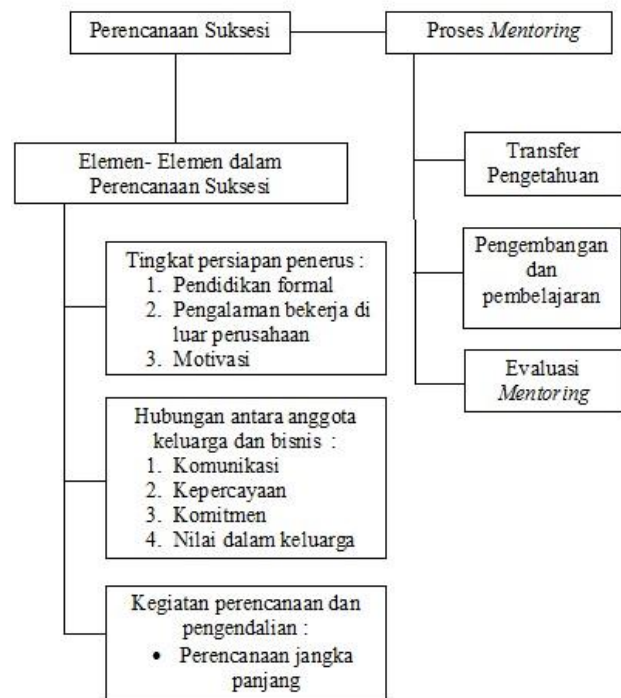 Perencanaan Suksesi
Proses Mentoring
Elemen- Elemen dalam
Perencanaan Suksesi
Tingkat persiapan penerus :
1. Pendidikan formal
2. Pengalaman bekerja di
luar perusahaan
3. Motivasi
Hubungan antara anggota
keluarga dan bisnis :
1. Komunikasi
2. Kepercayaan
3. Komitmen
4. Nilai dalam keluarga
Kegiatan perencanaan dan
pengendalian :
• Perencanaan jangka
panjang
Transfer
Pengetahuan
Pengembangan
dan
pembelajaran
Evaluasi
Mentoring